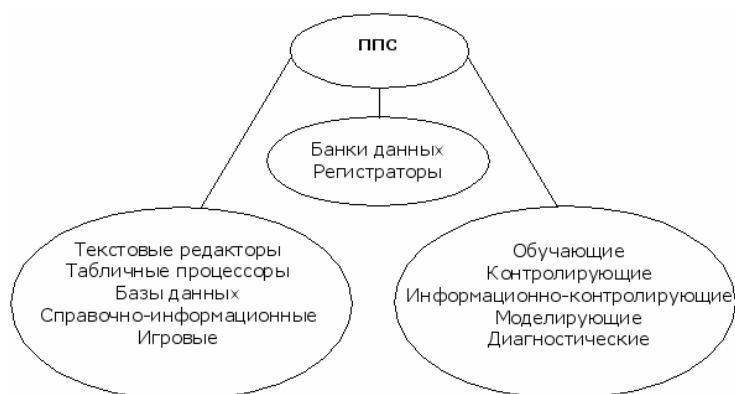 ППС
Банки данных
Регистраторы
Текстовые редакторы
Табличные процессоры
Базы данных
Справочно-информационные
Игровые
Обучающие
Контролирующие
Информационно-контролирующие
Моделирующие
Диагностические